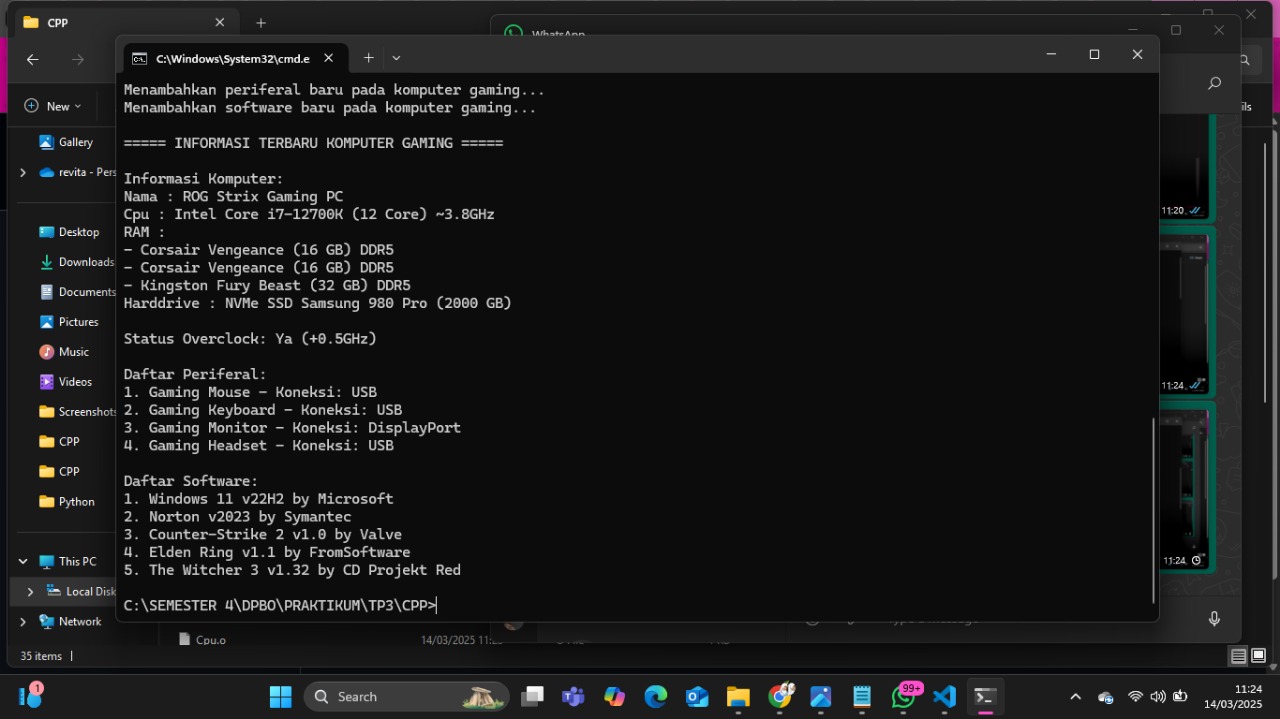 CPP
WhatsApp
C:\Windows\System32\cmd.e
New
Gallery
revita - Pers
Desktop
Downloads
Documents
Pictures
Music
Videos
Screenshots
CPP
CPP
Python
This PC
Local Disk
Network
Menambahkan periferal baru pada komputer gaming...
Menambahkan software baru pada komputer gaming...
===== INFORMASI TERBARU KOMPUTER GAMING =====
Informasi Komputer:
Nama : ROG Strix Gaming PC
Cpu : Intel Core i7-12700K (12 Core) ~3.8GHz
RAM :
- Corsair Vengeance (16 GB) DDR5
- Corsair Vengeance (16 GB) DDR5
- Kingston Fury Beast (32 GB) DDR5
Harddrive : NVMe SSD Samsung 980 Pro (2000 GB)
Status Overclock: Ya (+0.5GHz)
Daftar Periferal:
1. Gaming Mouse - Koneksi: USB
2. Gaming Keyboard - Koneksi: USB
3. Gaming Monitor - Koneksi: DisplayPort
4. Gaming Headset - Koneksi: USB
Daftar Software:
1. Windows 11 v22H2 by Microsoft
2. Norton v2023 by Symantec
3. Counter-Strike 2 v1.0 by Valve
4. Elden Ring v1.1 by FromSoftware
5. The Witcher 3 v1.32 by CD Projekt Red
C:\SEMESTER 4\DPBO\PRAKTIKUM\TP3\CPP>
ils
11:20
11:24
11:24
Cpu.o
14/03/2025
35 items
1
Search
99+
11:24
14/03/2025